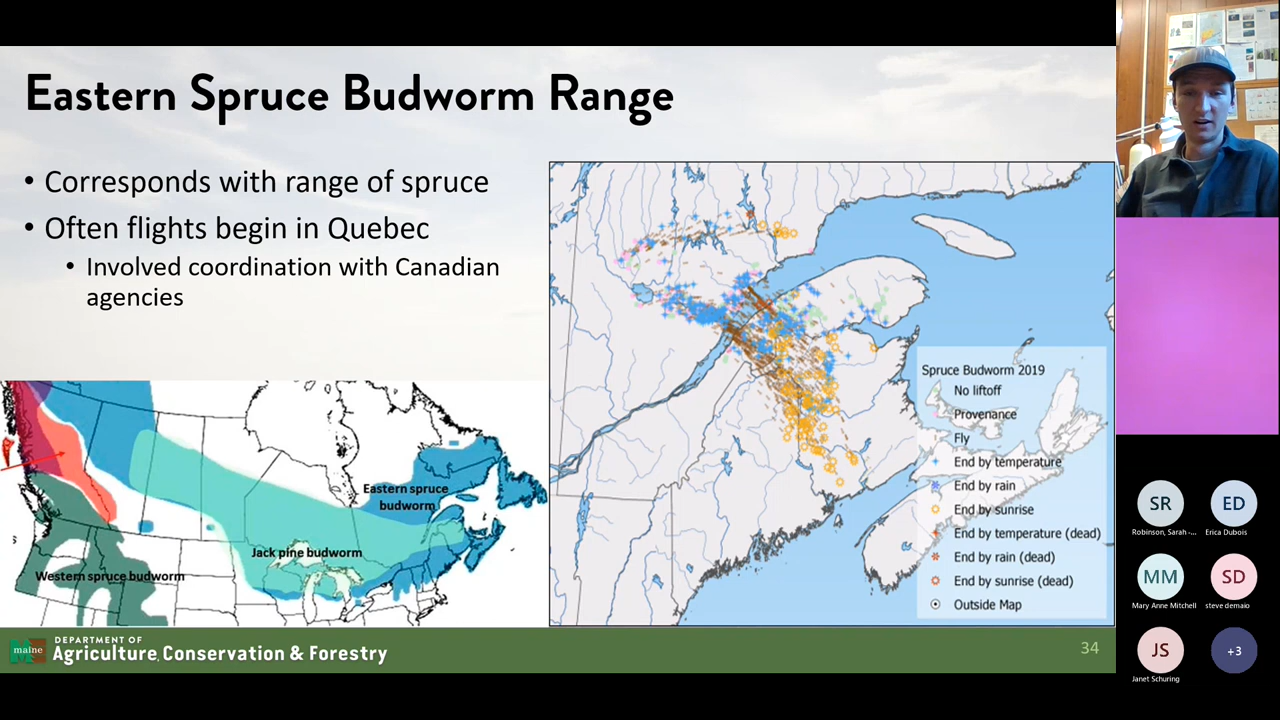 Eastern Spruce Budworm Range
• Corresponds with range of spruce
• Often flights begin in Quebec
• Involved coordination with Canadian
agencies
Eastern spruce
budworm
Jack pine budworm
Western spruce budworm
Spruce Budworm 2019
No liftoff
Provenance
Fly
End by temperature
End by rain
End by sunrise
End by temperature (dead)
End by rain (dead)
End by sunrise (dead)
Outside Map
maine
DEPARTMENT OF
Agriculture, Conservation & Forestry
34
SR
ED
Robinson, Sarah -...
Erica Dubois
MM
SD
Mary Anne Mitchell
steve demaio
JS
+3
Janet Schuring